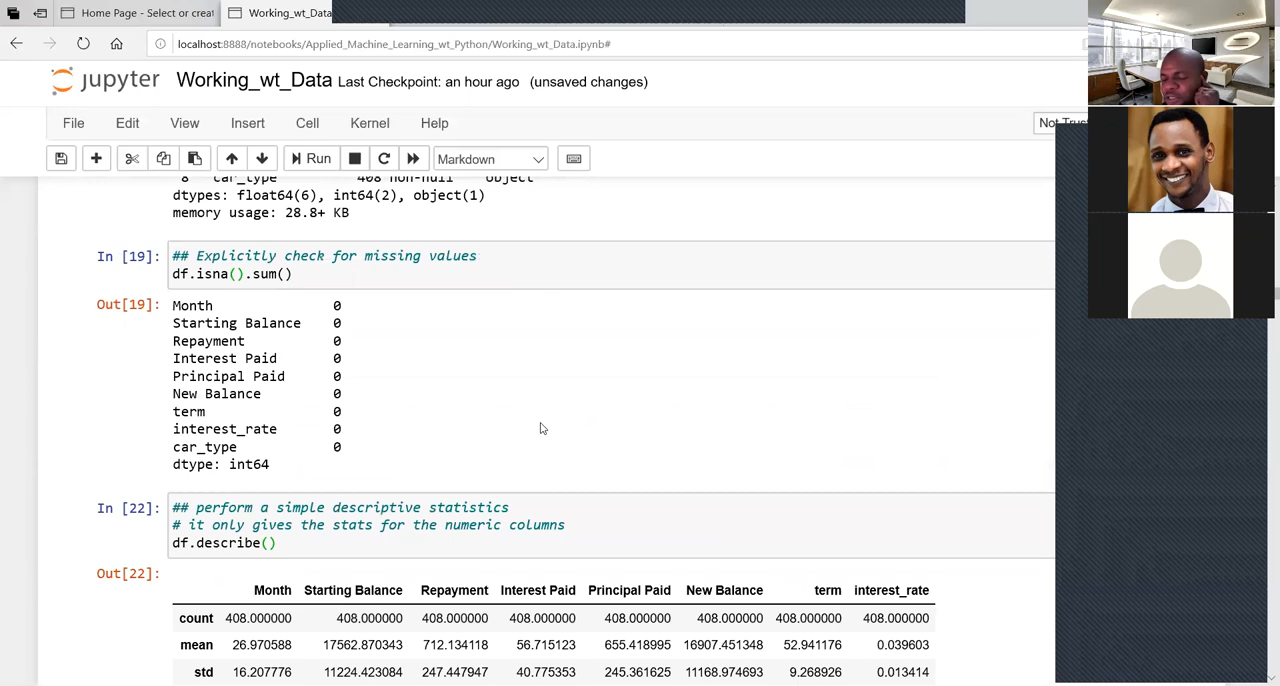 Home Page - Select or creat
Working_wt_Data
localhost:8888/notebooks/Applied_Machine_Learning_wt_Python/Working_wt_Data.ipynb#
jupyter Working_wt_Data Last Checkpoint: an hour ago (unsaved changes)
File Edit View Insert Cell Kernel Help
Not Trust
Run Markdown
8 car_type 408 non-null object
dtypes: float64(6), int64(2), object(1)
memory usage: 28.8+ KB
In [19]: ## Explicitly check for missing values
df.isna().sum()
Out[19]: Month 0
Starting Balance 0
Repayment 0
Interest Paid 0
Principal Paid 0
New Balance 0
term 0
interest_rate 0
car_type 0
dtype: int64
In [22]: ## perform a simple descriptive statistics
# it only gives the stats for the numeric columns
df.describe()
Out[22]:
Month Starting Balance Repayment Interest Paid Principal Paid New Balance term interest_rate
count 408.000000 408.000000 408.000000 408.000000 408.000000 408.000000 408.000000 408.000000
mean 26.970588 17562.870343 712.134118 56.715123 655.418995 16907.451348 52.941176 0.039603
std 16.207776 11224.423084 247.447947 40.775353 245.361625 11168.974693 9.268926 0.013414